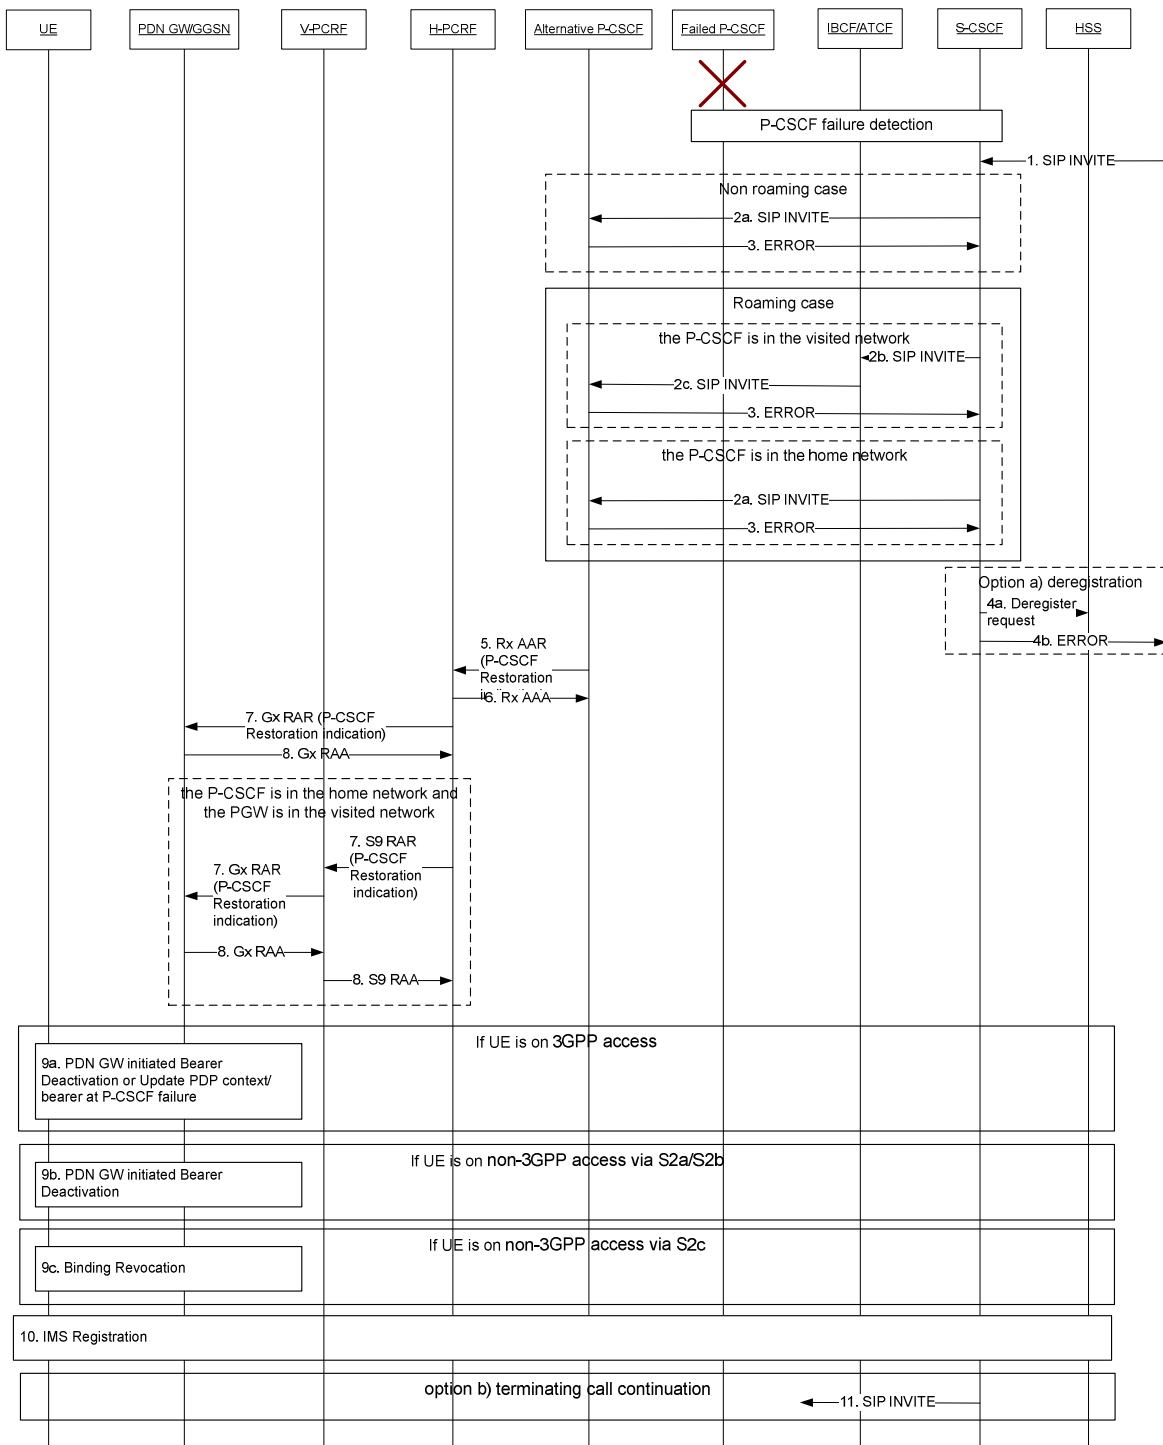 UE
PDN GW/GGSN
V-PCRF
H-PCRF
Alternative P-CSCF
Failed P-CSCF
IBCF/ATCF
S-CSCF
HSS
P-CSCF failure detection
1. SIP INVITE
Non roaming case
2a. SIP INVITE
3. ERROR
Roaming case
the P-CSCF is in the visited network
2b. SIP INVITE
2c. SIP INVITE
3. ERROR
the P-CSCF is in the home network
2a. SIP INVITE
3. ERROR
Option a) deregistration
4a. Deregister
request
4b. ERROR
5. Rx AAR
(P-CSCF
Restoration
6. Rx AAA
7. Gx RAR (P-CSCF
Restoration indication)
8. Gx RAA
the P-CSCF is in the home network and
the PGW is in the visited network
7. S9 RAR
(P-CSCF
Restoration
indication)
7. Gx RAR
(P-CSCF
Restoration
indication)
8. Gx RAA
8. S9 RAA
If UE is on 3GPP access
9a. PDN GW initiated Bearer
Deactivation or Update PDP context/
bearer at P-CSCF failure
If UE is on non-3GPP access via S2a/S2b
9b. PDN GW initiated Bearer
Deactivation
If UE is on non-3GPP access via S2c
9c. Binding Revocation
10. IMS Registration
option b) terminating call continuation
11. SIP INVITE